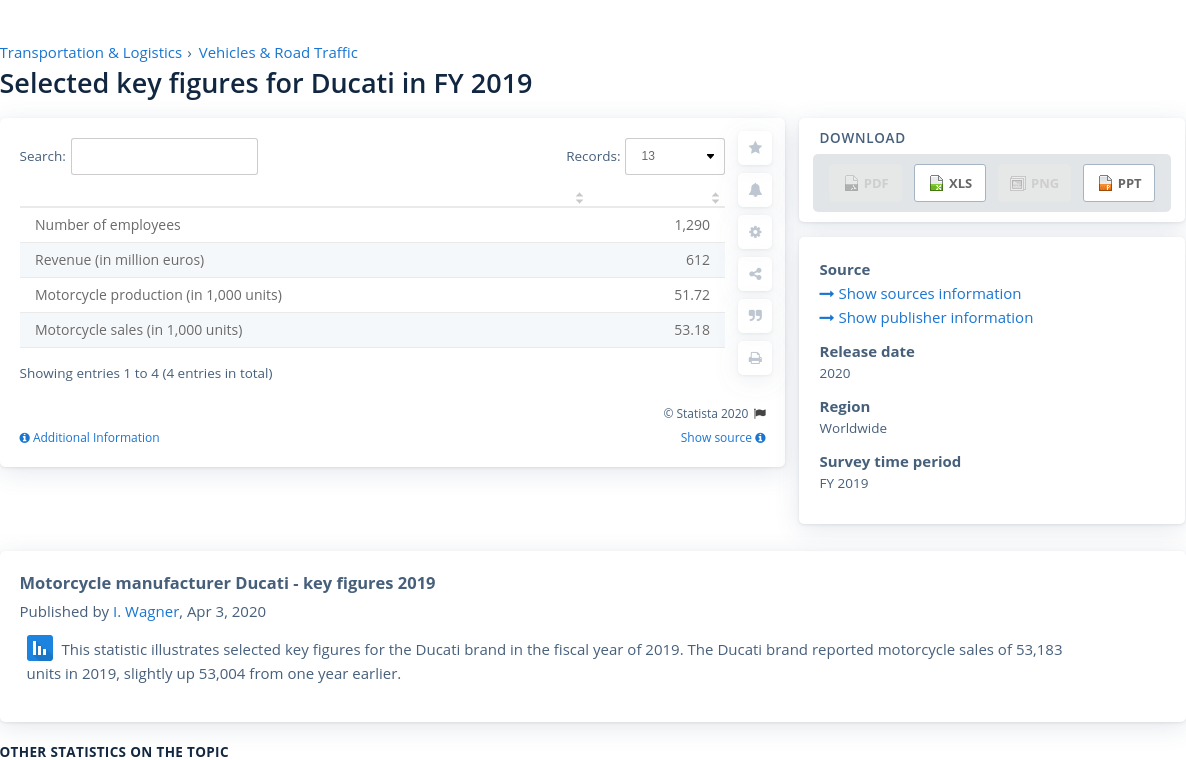 Transportation & Logistics › Vehicles & Road Traffic
Selected key figures for Ducati in FY 2019
Search:
Records: 13
Number of employees 1,290
Revenue (in million euros) 612
Motorcycle production (in 1,000 units) 51.72
Motorcycle sales (in 1,000 units) 53.18
Showing entries 1 to 4 (4 entries in total)
© Statista 2020
Additional Information
Show source
DOWNLOAD
PDF XLS PNG PPT
Source
Show sources information
Show publisher information
Release date
2020
Region
Worldwide
Survey time period
FY 2019
Motorcycle manufacturer Ducati - key figures 2019
Published by I. Wagner, Apr 3, 2020
This statistic illustrates selected key figures for the Ducati brand in the fiscal year of 2019. The Ducati brand reported motorcycle sales of 53,183
units in 2019, slightly up 53,004 from one year earlier.
OTHER STATISTICS ON THE TOPIC